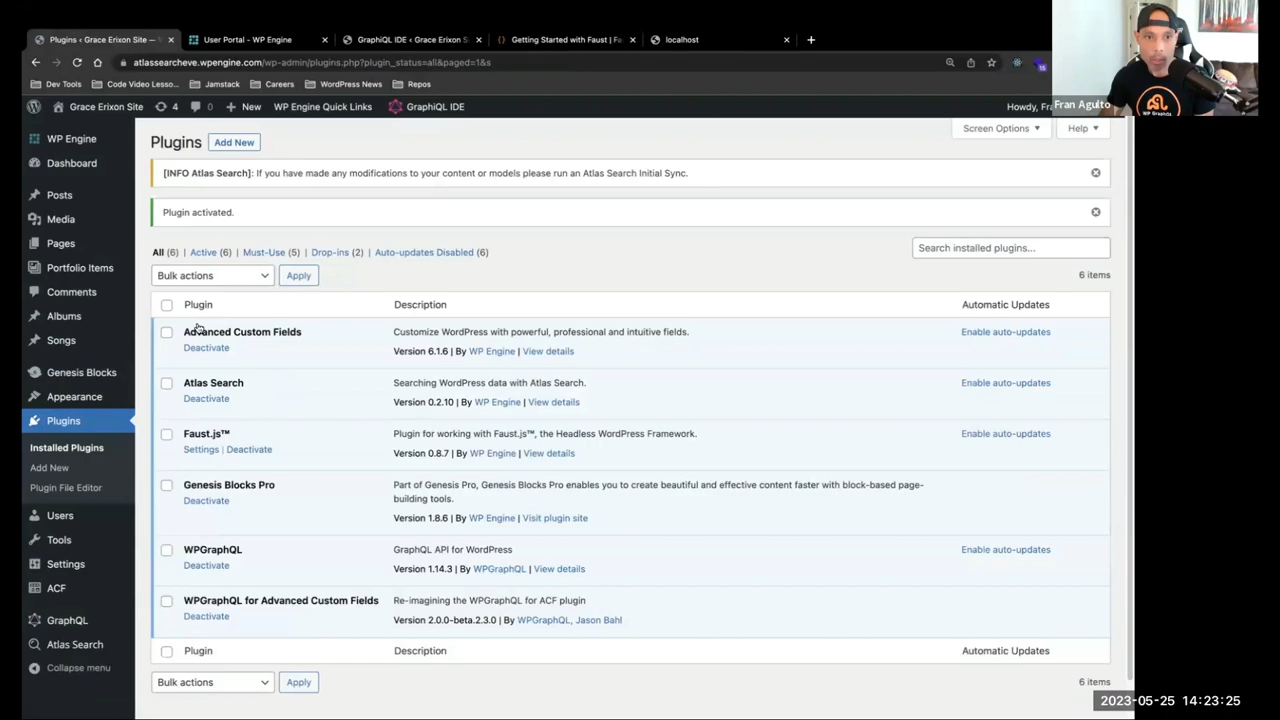 Plugins ‹ Grace Erixon Site —
User Portal - WP Engine
GraphiQL IDE ‹ Grace Erixon S
Getting Started with Faust | Fa
localhost
atlassearcheve.wpengine.com/wp-admin/plugins.php?plugin_status=all&paged=1&s
Dev Tools
Code Video Lesso...
Jamstack
Careers
WordPress News
Repos
Fran Agulto
Grace Erixon Site
4
0
New
WP Engine Quick Links
GraphiQL IDE
Howdy, Fra
WP Engine
Dashboard
Posts
Media
Pages
Portfolio Items
Comments
Albums
Songs
Genesis Blocks
Appearance
Plugins
Installed Plugins
Add New
Plugin File Editor
Users
Tools
Settings
ACF
GraphQL
Atlas Search
Collapse menu
Plugins
Add New
Screen Options
Help
[INFO Atlas Search]: If you have made any modifications to your content or models please run an Atlas Search Initial Sync.
Plugin activated.
All (6) | Active (6) | Must-Use (5) | Drop-ins (2) | Auto-updates Disabled (6)
Search installed plugins...
Bulk actions
Apply
6 items
Plugin
Description
Automatic Updates
Advanced Custom Fields
Deactivate
Customize WordPress with powerful, professional and intuitive fields.
Version 6.1.6 | By WP Engine | View details
Enable auto-updates
Atlas Search
Deactivate
Searching WordPress data with Atlas Search.
Version 0.2.10 | By WP Engine | View details
Enable auto-updates
Faust.js™
Settings | Deactivate
Plugin for working with Faust.js™, the Headless WordPress Framework.
Version 0.8.7 | By WP Engine | View details
Enable auto-updates
Genesis Blocks Pro
Deactivate
Part of Genesis Pro, Genesis Blocks Pro enables you to create beautiful and effective content faster with block-based page-
building tools.
Version 1.8.6 | By WP Engine | Visit plugin site
WPGraphQL
Deactivate
GraphQL API for WordPress
Version 1.14.3 | By WPGraphQL | View details
Enable auto-updates
WPGraphQL for Advanced Custom Fields
Deactivate
Re-imagining the WPGraphQL for ACF plugin
Version 2.0.0-beta.2.3.0 | By WPGraphQL, Jason Bahl
Plugin
Description
Automatic Updates
Bulk actions
Apply
6 items
2023-05-25 14:23:25